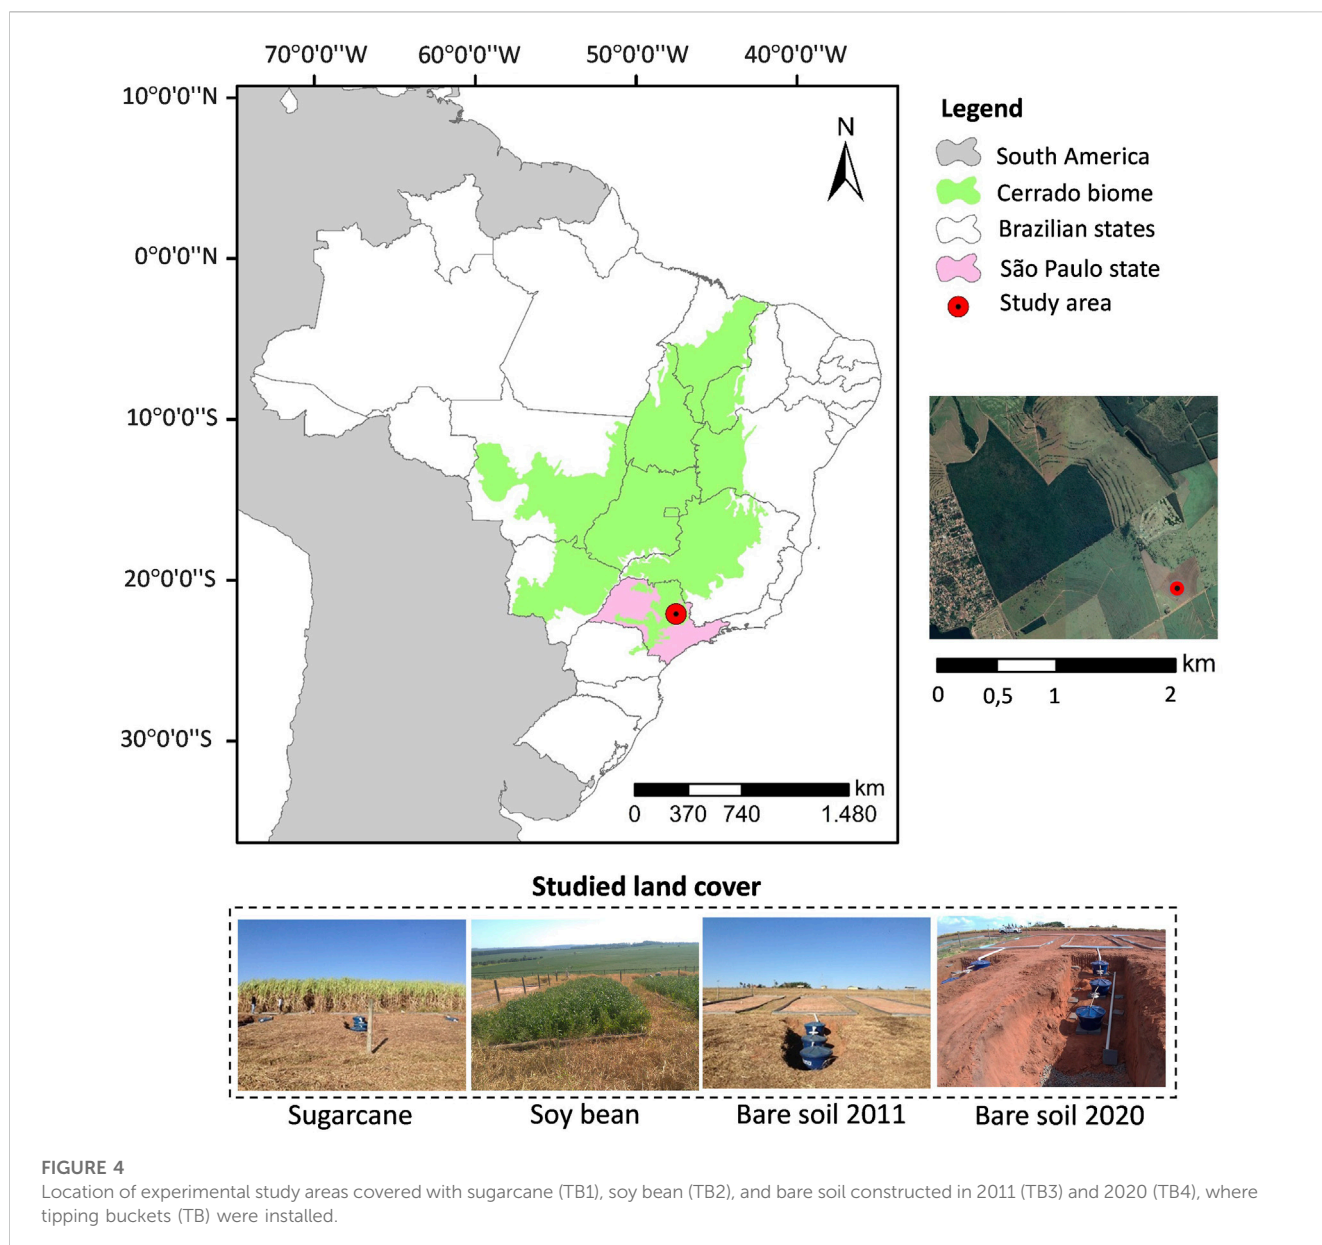 70°0'0''W 60°0'0''W 50°0'0''W 40°0'0''W
10°0'0''N
0°0'0''N
10°0'0''S
20°0'0''S
30°0'0''S
N
km
0 370 740 1.480
Legend
South America
Cerrado biome
Brazilian states
São Paulo state
Study area
km
0 0,5 1 2
Studied land cover
Sugarcane Soy bean Bare soil 2011 Bare soil 2020
FIGURE 4
Location of experimental study areas covered with sugarcane (TB1), soy bean (TB2), and bare soil constructed in 2011 (TB3) and 2020 (TB4), where
tipping buckets (TB) were installed.